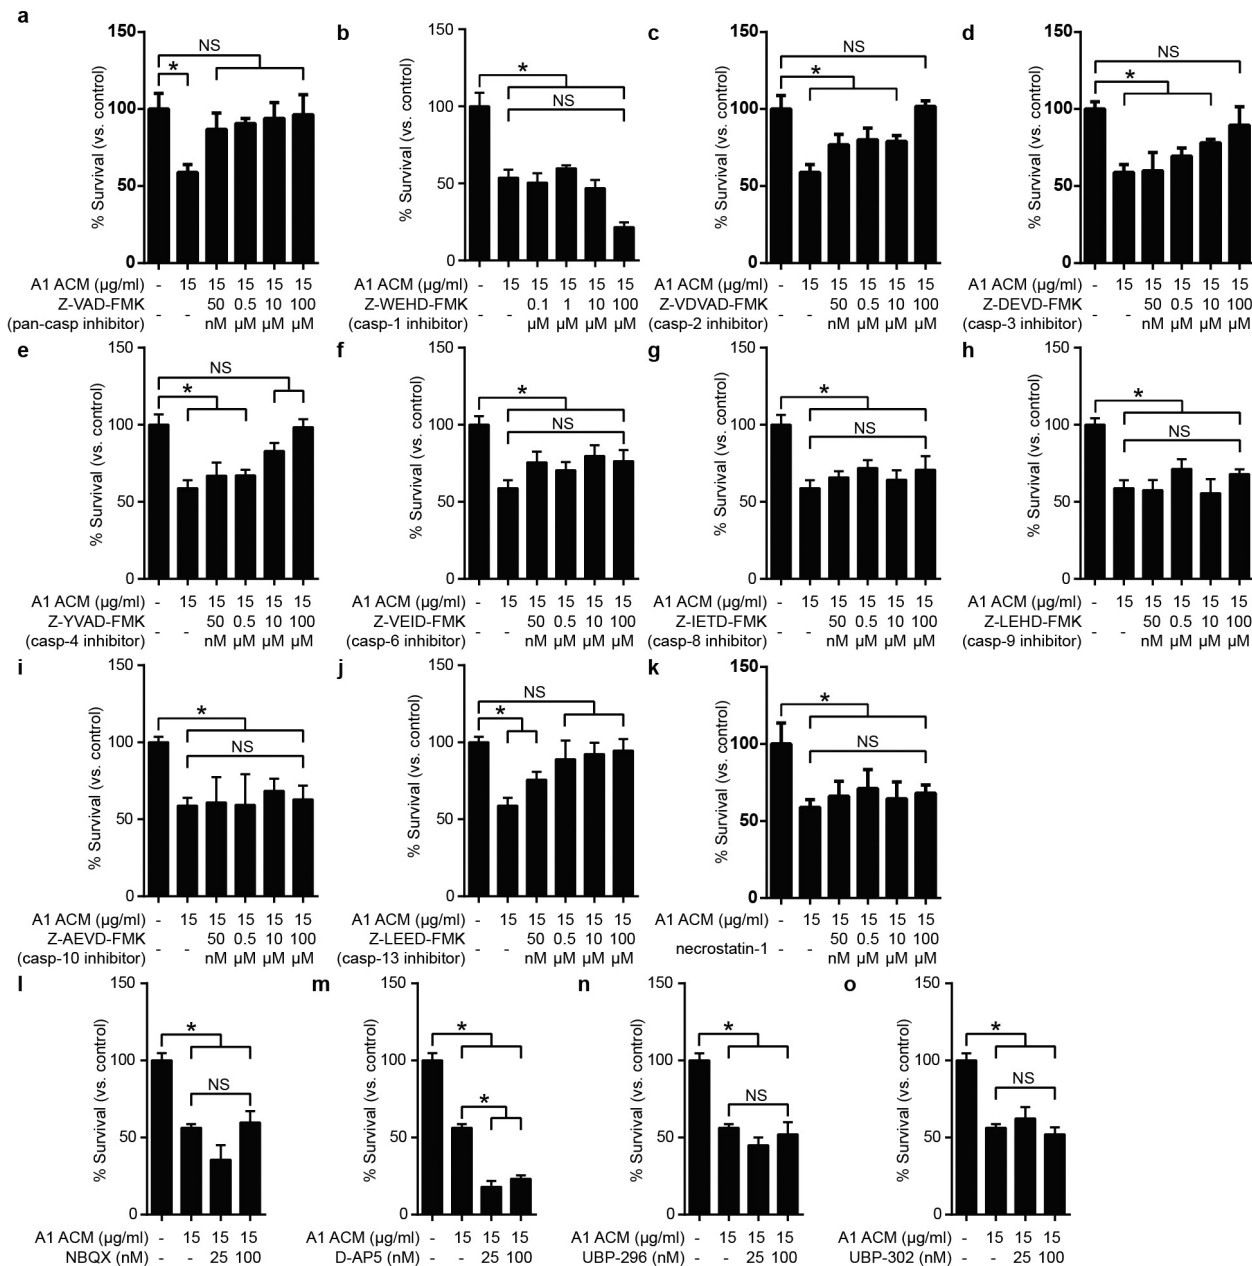 a
150
100
50
0
% Survival (vs. control)
NS
*
A1 ACM (µg/ml) - 15 15 15 15 15
Z-VAD-FMK 50 0.5 10 100
(pan-casp inhibitor) - - nM µM µM µM
b
150
100
50
0
% Survival (vs. control)
*
NS
A1 ACM (µg/ml) - 15 15 15 15 15
Z-WEHD-FMK 0.1 1 10 100
(casp-1 inhibitor) - - µM µM µM µM
c
150
100
50
0
% Survival (vs. control)
NS
*
A1 ACM (µg/ml) - 15 15 15 15 15
Z-VDVAD-FMK 50 0.5 10 100
(casp-2 inhibitor) - - nM µM µM µM
d
150
100
50
0
% Survival (vs. control)
NS
*
A1 ACM (µg/ml) - 15 15 15 15 15
Z-DEVD-FMK 50 0.5 10 100
(casp-3 inhibitor) - - nM µM µM µM
e
150
100
50
0
% Survival (vs. control)
NS
*
A1 ACM (µg/ml) - 15 15 15 15 15
Z-YVAD-FMK 50 0.5 10 100
(casp-4 inhibitor) - - nM µM µM µM
f
150
100
50
0
% Survival (vs. control)
*
NS
A1 ACM (µg/ml) - 15 15 15 15 15
Z-VEID-FMK 50 0.5 10 100
(casp-6 inhibitor) - - nM µM µM µM
g
150
100
50
0
% Survival (vs. control)
*
NS
A1 ACM (µg/ml) - 15 15 15 15 15
Z-IETD-FMK 50 0.5 10 100
(casp-8 inhibitor) - - nM µM µM µM
h
150
100
50
0
% Survival (vs. control)
*
NS
A1 ACM (µg/ml) - 15 15 15 15 15
Z-LEHD-FMK 50 0.5 10 100
(casp-9 inhibitor) - - nM µM µM µM
i
150
100
50
0
% Survival (vs. control)
*
NS
A1 ACM (µg/ml) - 15 15 15 15 15
Z-AEVD-FMK 50 0.5 10 100
(casp-10 inhibitor) - - nM µM µM µM
j
150
100
50
0
% Survival (vs. control)
NS
*
A1 ACM (µg/ml) - 15 15 15 15 15
Z-LEED-FMK 50 0.5 10 100
(casp-13 inhibitor) - - nM µM µM µM
k
150
100
50
0
% Survival (vs. control)
*
NS
A1 ACM (µg/ml) - 15 15 15 15 15
necrostatin-1 - - 50 0.5 10 100
nM µM µM µM
l
150
100
50
0
% Survival (vs. control)
*
NS
A1 ACM (µg/ml) - 15 15 15
NBQX (nM) - - 25 100
m
150
100
50
0
% Survival (vs. control)
*
*
A1 ACM (µg/ml) - 15 15 15
D-AP5 (nM) - - 25 100
n
150
100
50
0
% Survival (vs. control)
*
NS
A1 ACM (µg/ml) - 15 15 15
UBP-296 (nM) - - 25 100
o
150
100
50
0
% Survival (vs. control)
*
NS
A1 ACM (µg/ml) - 15 15 15
UBP-302 (nM) - - 25 100